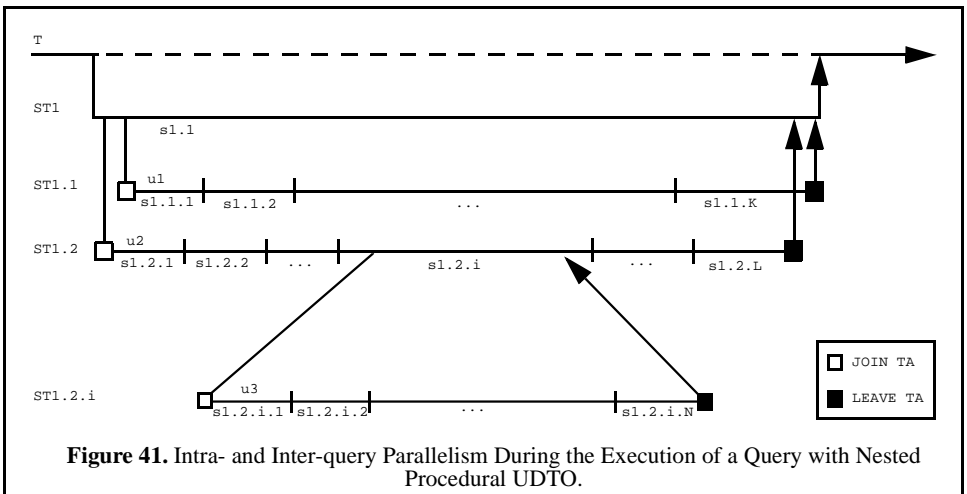 T
ST1
s1.1
ST1.1
u1
s1.1.1 s1.1.2 ... s1.1.K
ST1.2
u2
s1.2.1 s1.2.2 ... s1.2.i ... s1.2.L
JOIN TA
ST1.2.i
u3
LEAVE TA
s1.2.i.1 s1.2.i.2 ... s1.2.i.N
Figure 41. Intra- and Inter-query Parallelism During the Execution of a Query with Nested
Procedural UDTO.